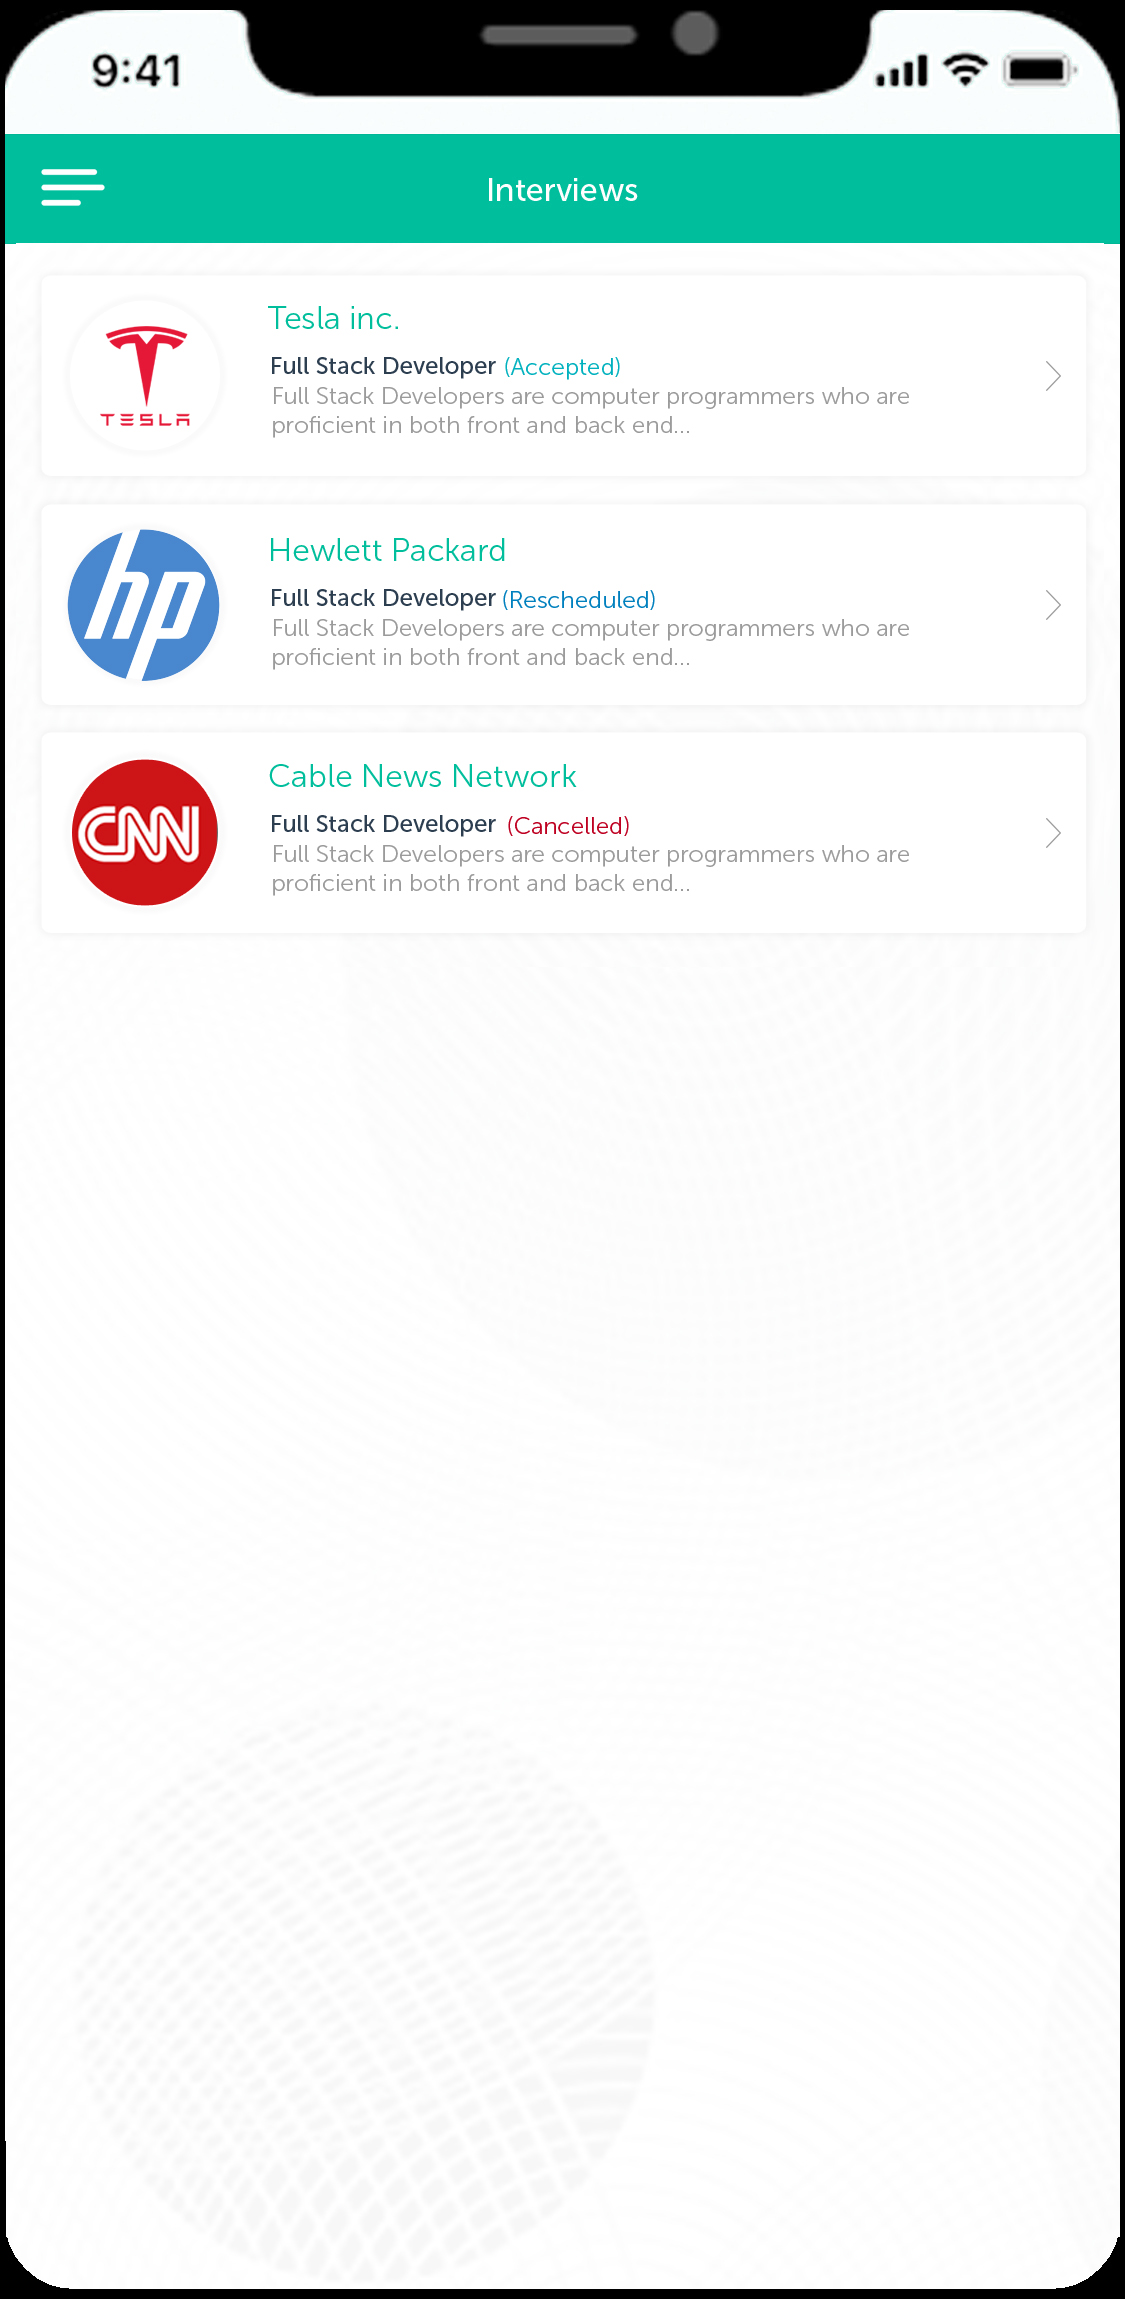 9:41
Interviews
Tesla inc.
Full Stack Developer (Accepted)
Full Stack Developers are computer programmers who are
proficient in both front and back end...
TESLA
Hewlett Packard
Full Stack Developer (Rescheduled)
Full Stack Developers are computer programmers who are
proficient in both front and back end...
hp
Cable News Network
Full Stack Developer (Cancelled)
Full Stack Developers are computer programmers who are
proficient in both front and back end...
CNN